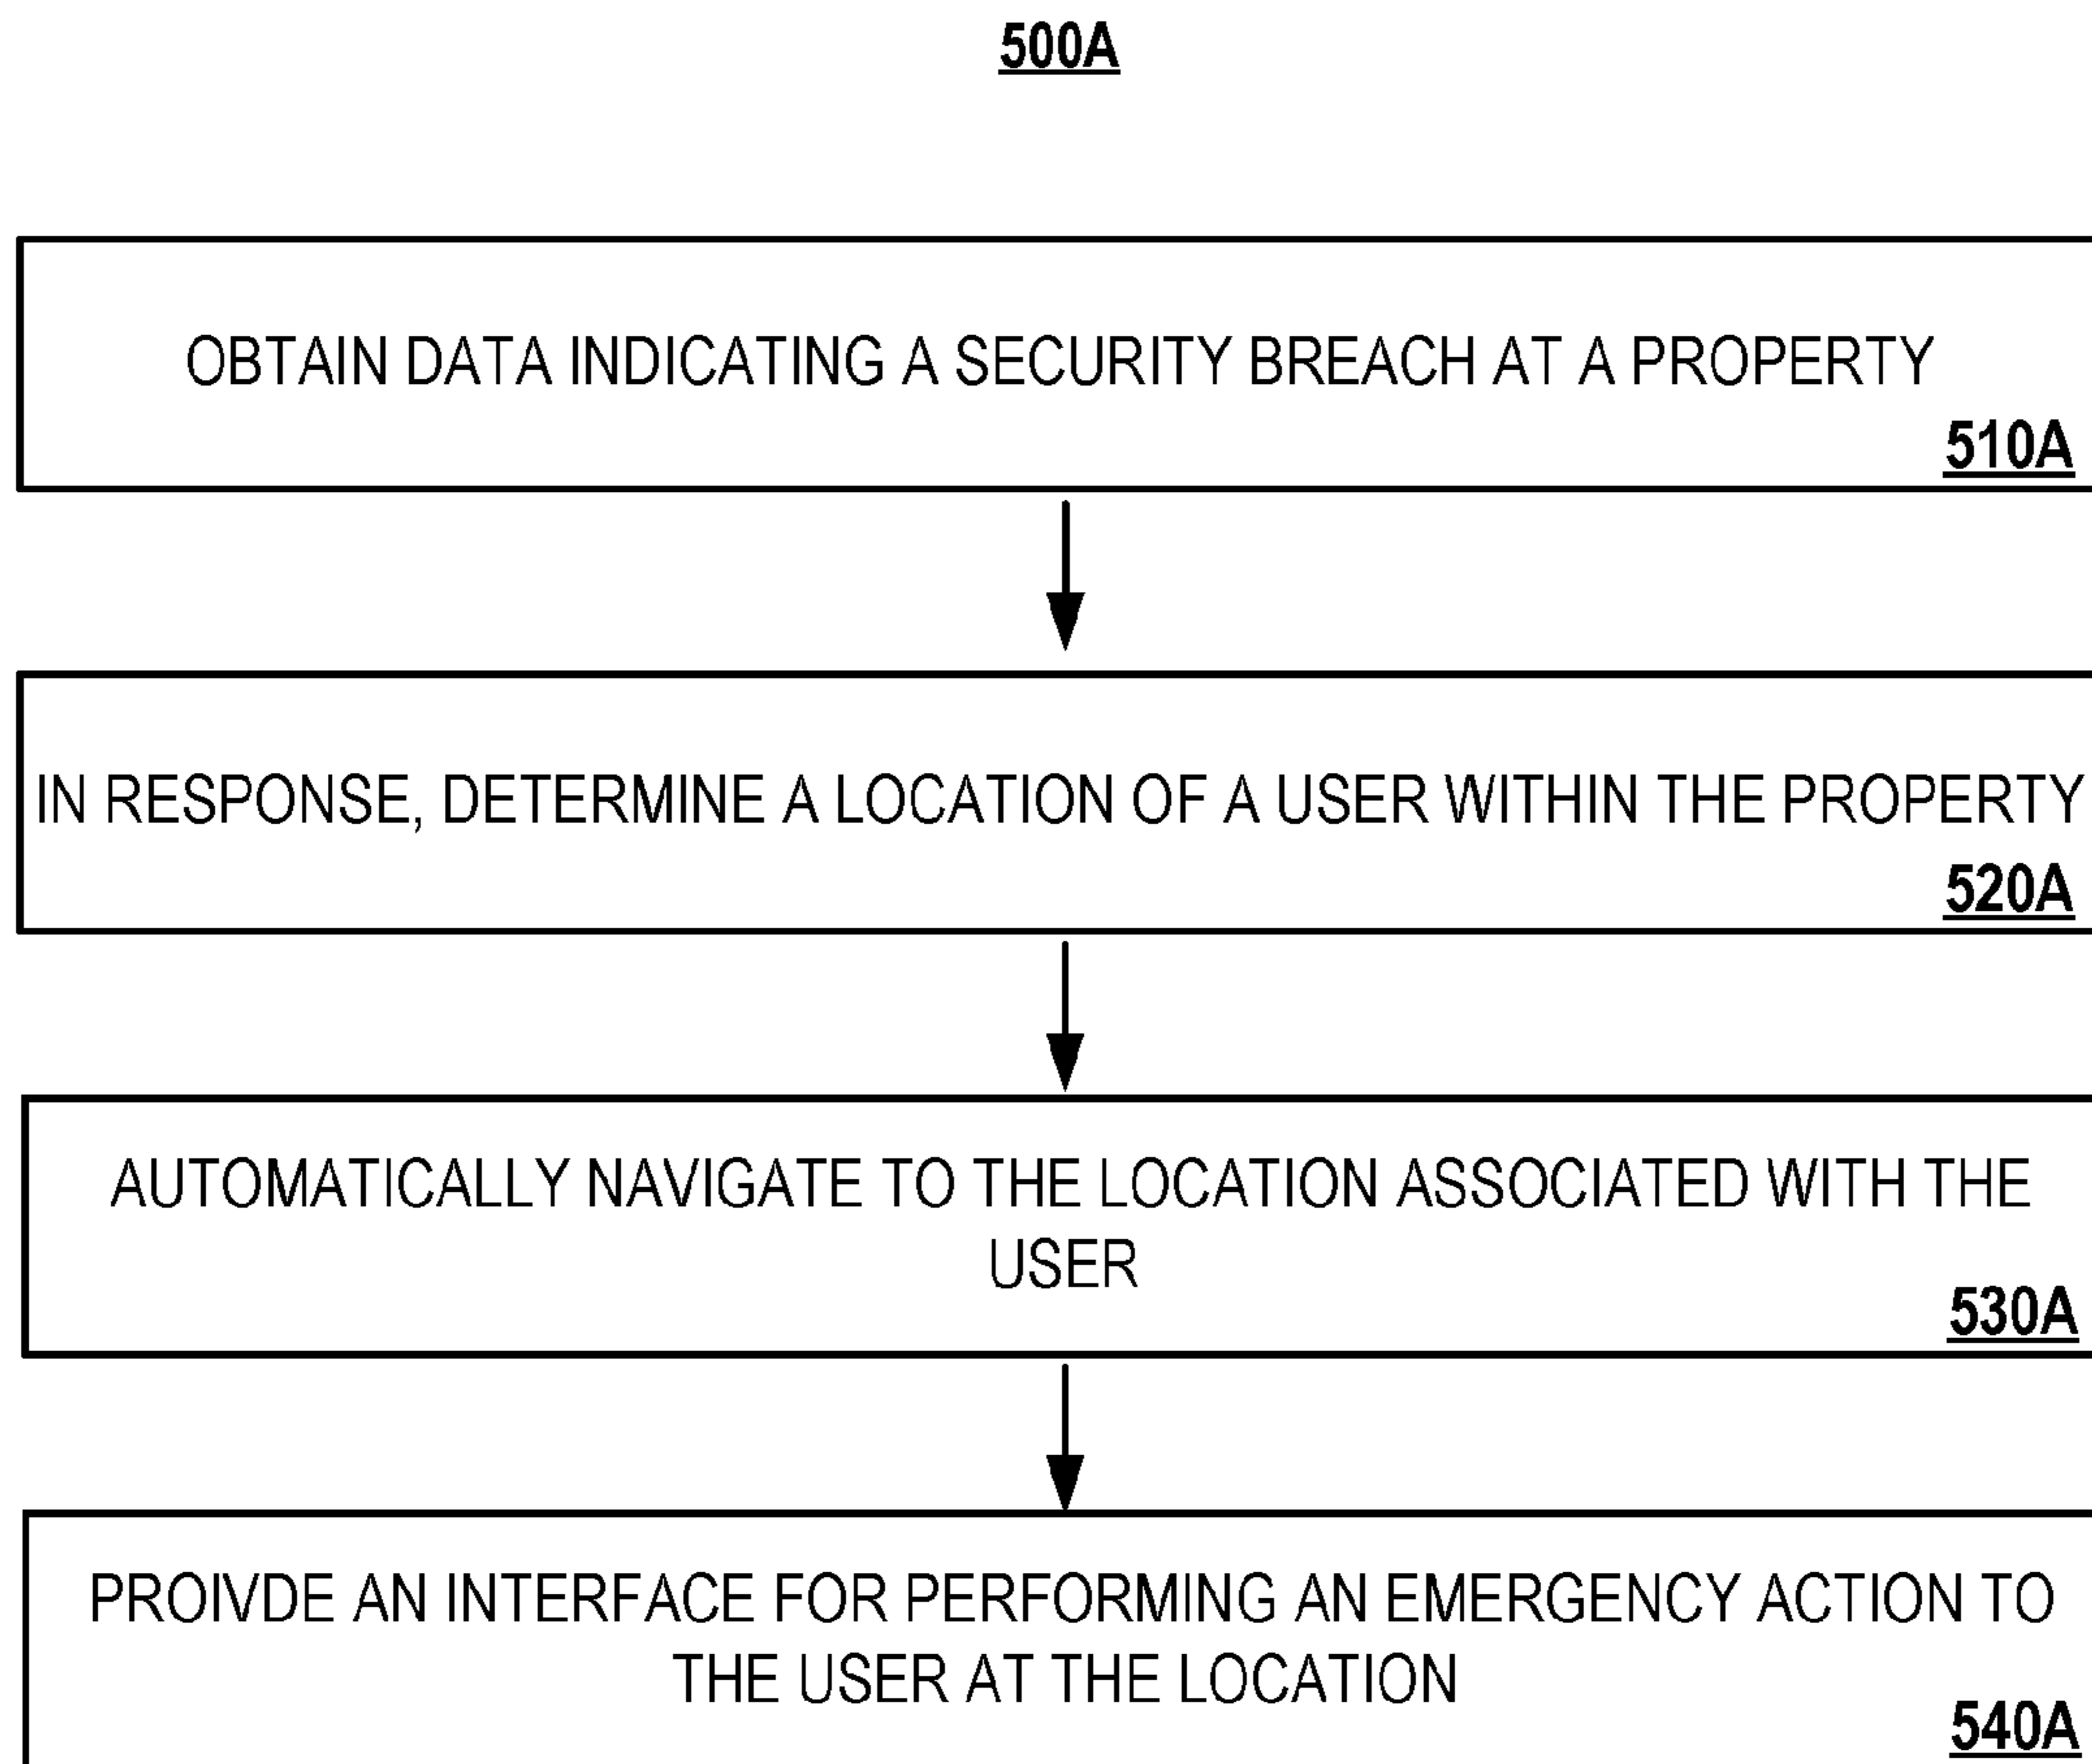 500A
OBTAIN DATA INDICATING A SECURITY BREACH AT A PROPERTY
510A
IN RESPONSE, DETERMINE A LOCATION OF A USER WITHIN THE PROPERTY
520A
AUTOMATICALLY NAVIGATE TO THE LOCATION ASSOCIATED WITH THE
USER
530A
PROIVDE AN INTERFACE FOR PERFORMING AN EMERGENCY ACTION TO
THE USER AT THE LOCATION
540A